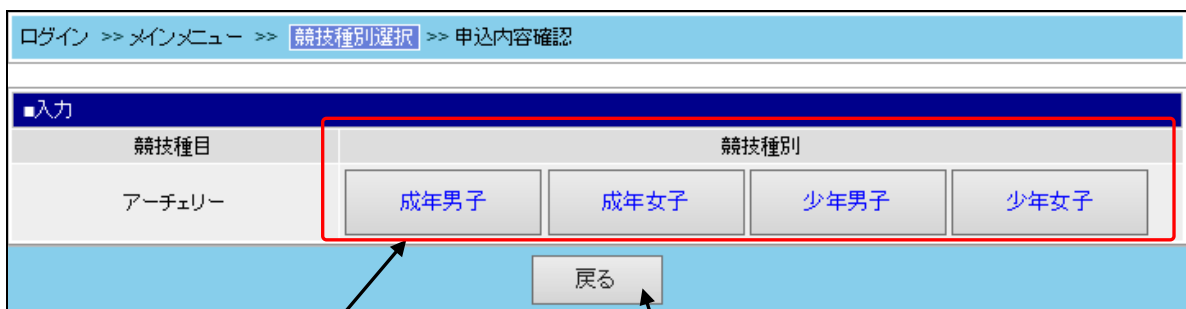 ログイン >> メインメニュー >> 競技種別選択 >> 申込内容確認
■入力
競技種目 競技種別
アーチェリー 成年男子 成年女子 少年男子 少年女子
戻る